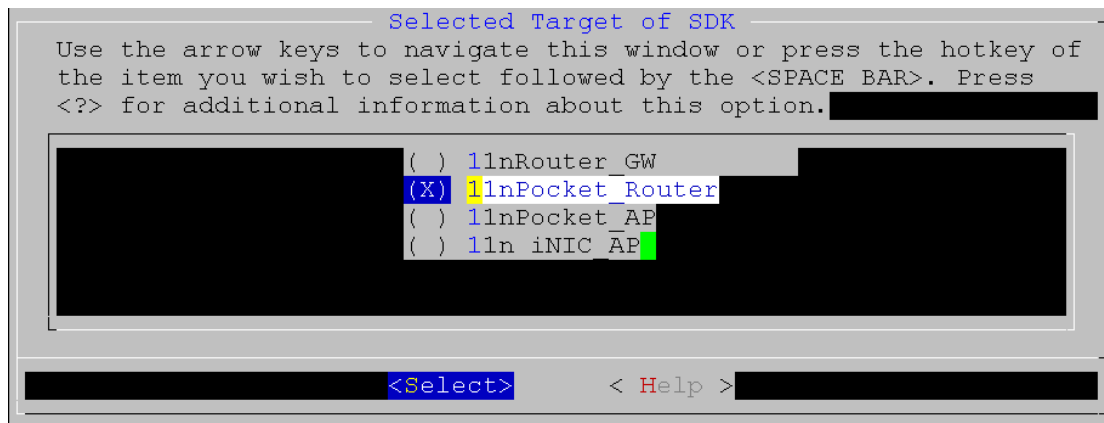 Selected Target of SDK
Use the arrow keys to navigate this window or press the hotkey of
the item you wish to select followed by the <SPACE BAR>. Press
<?> for additional information about this option.
( ) 11nRouter_GW
(X) 11nPocket_Router
( ) 11nPocket_AP
( ) 11n iNIC_AP
<Select> < Help >